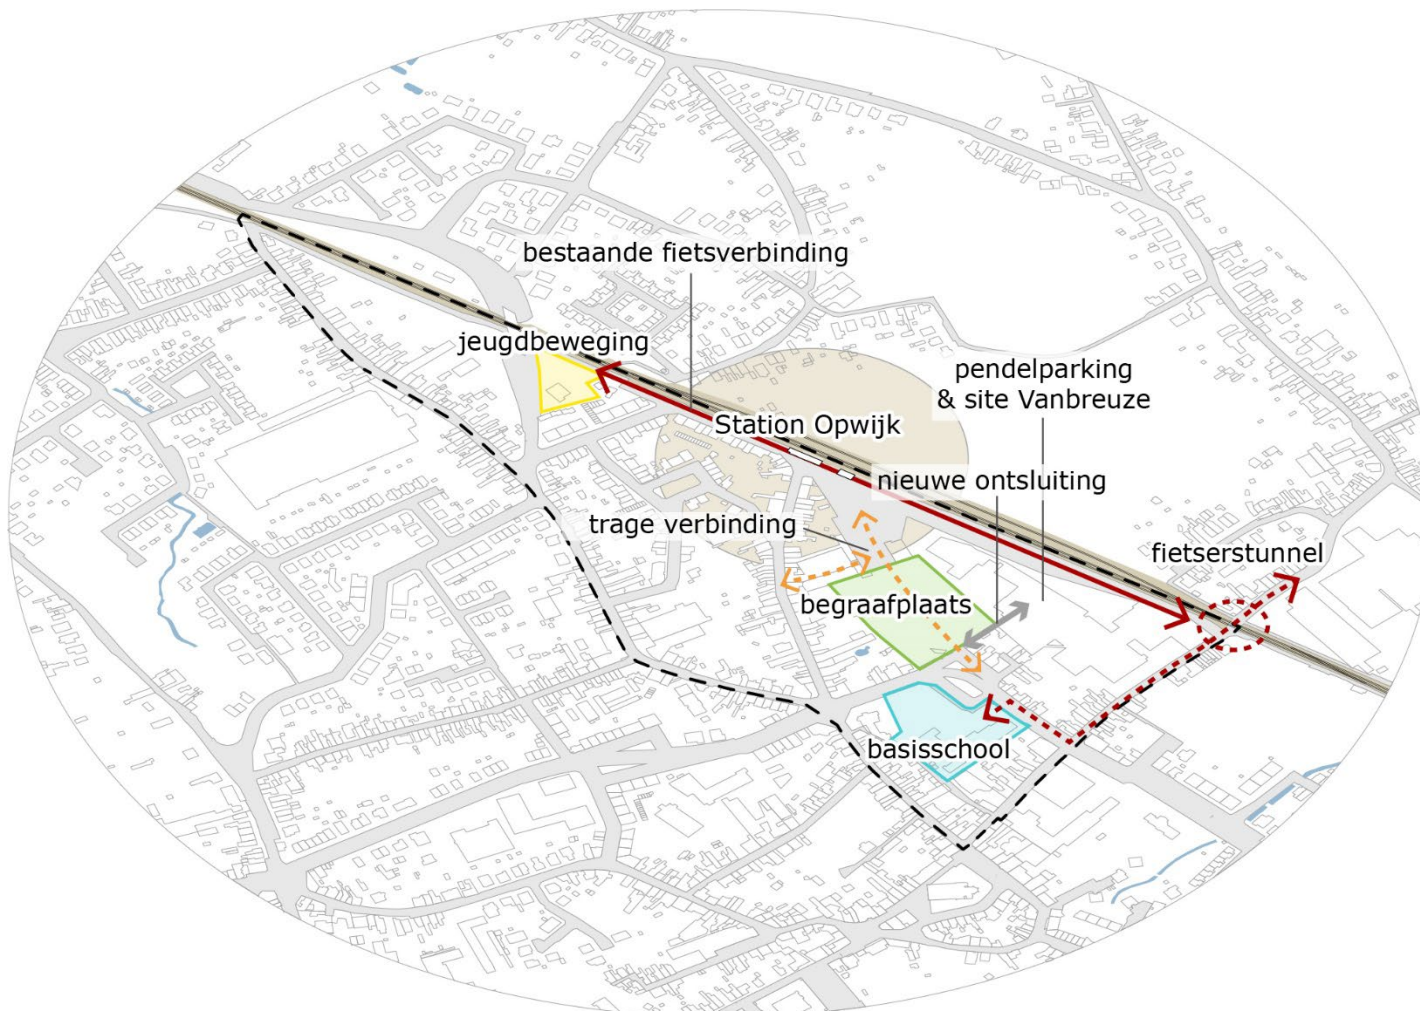 bestaande fietsverbinding
jeugdbeweging
pendelparking
& site Vanbreuze
Station Opwijk
nieuwe ontsluiting
trage verbinding
fietserstunnel
begraafplaats
basisschool